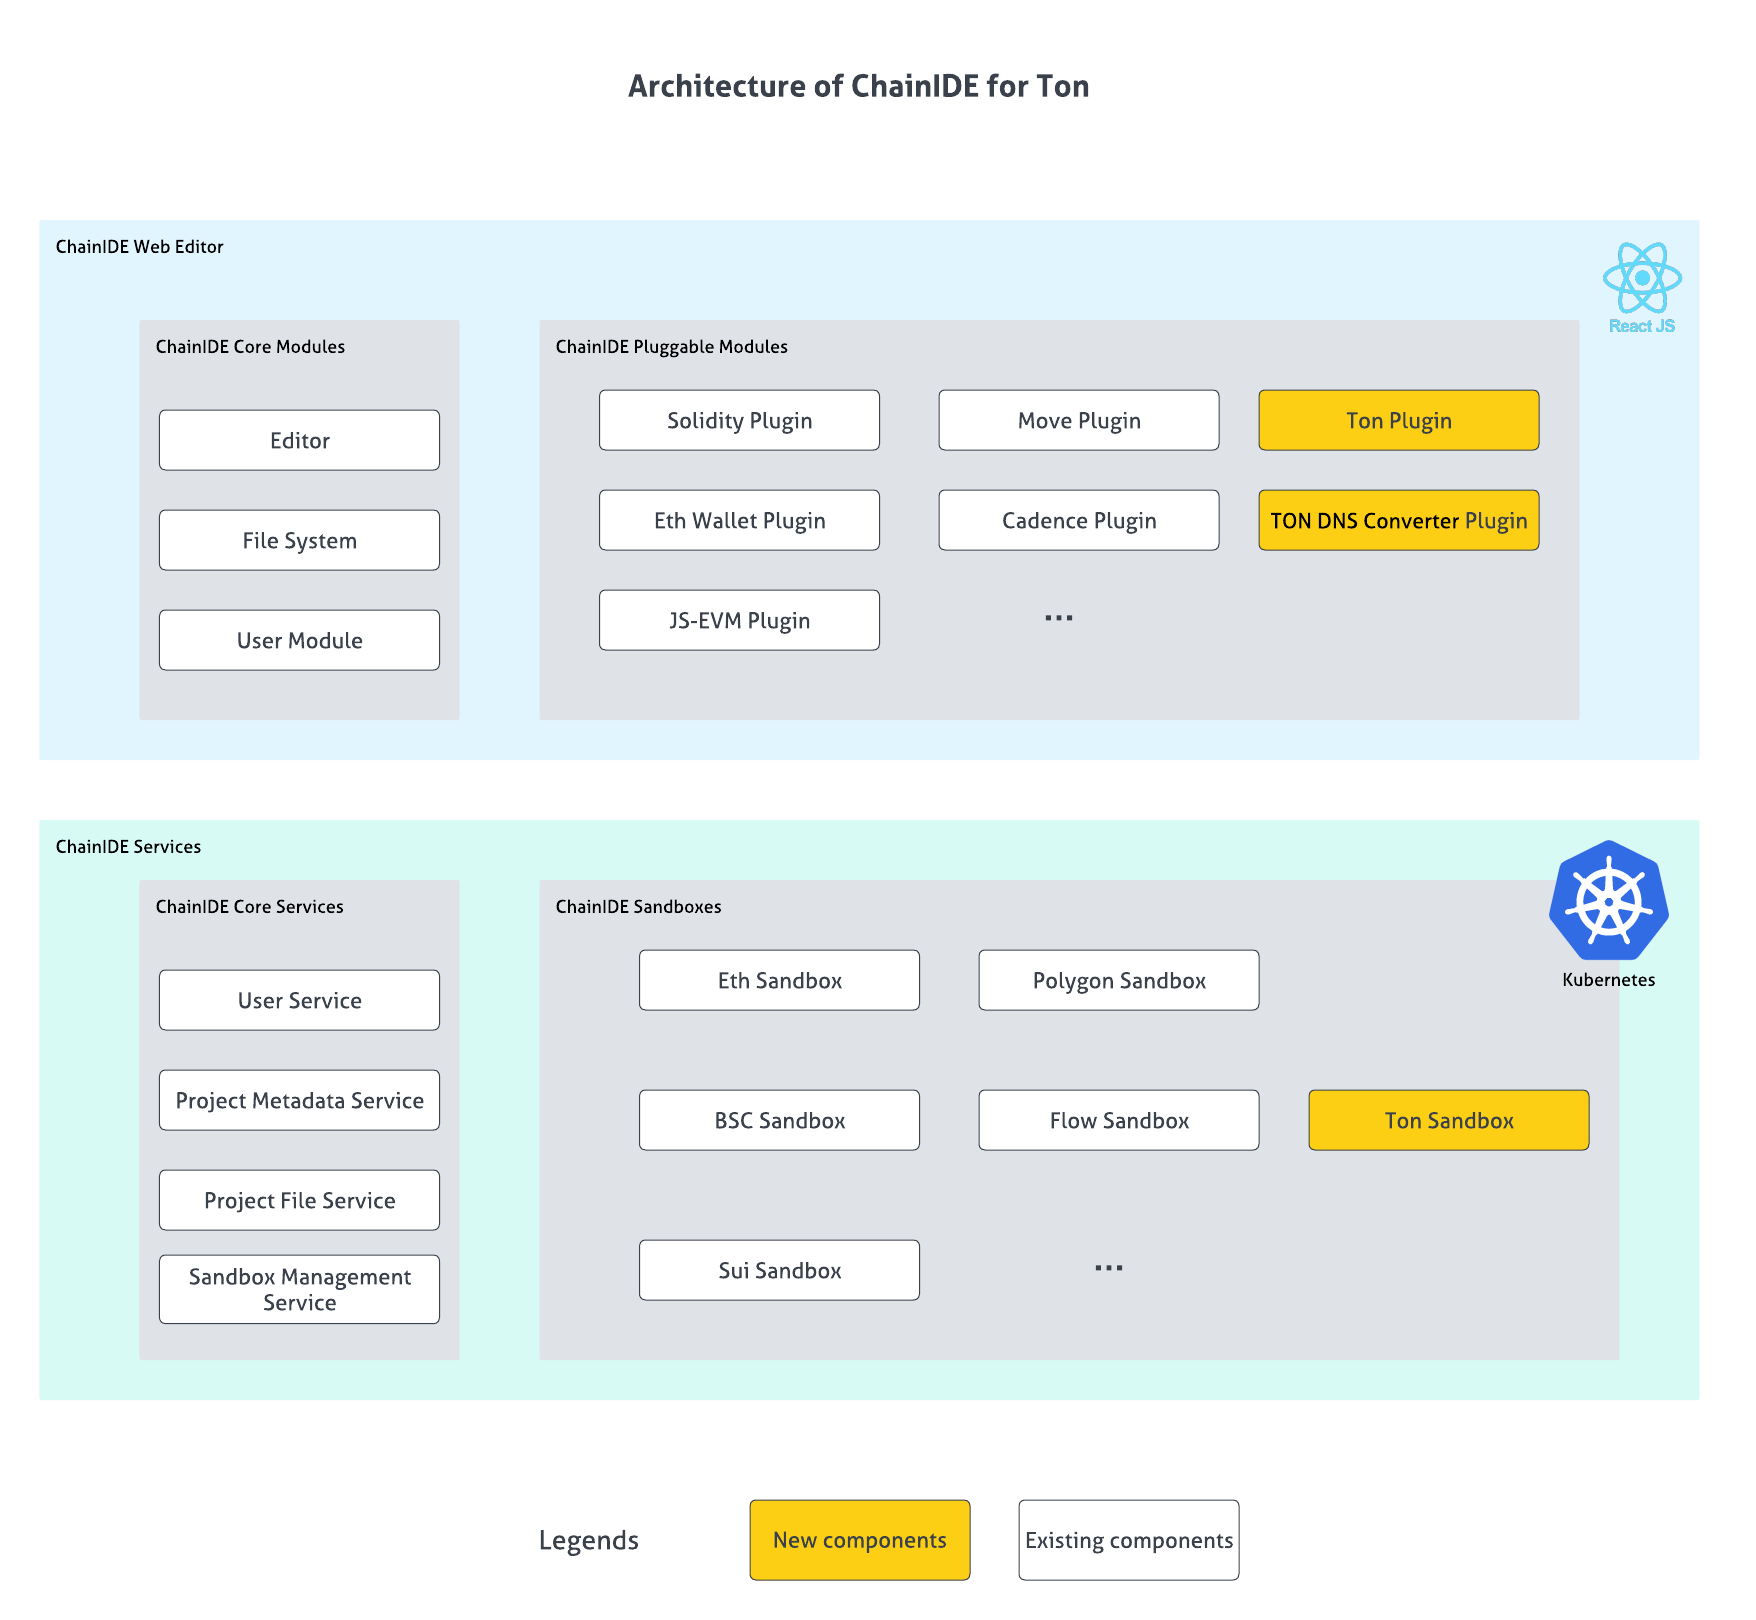 Architecture of ChainIDE for Ton
ChainIDE Web Editor
React JS
ChainIDE Core Modules
Editor
File System
User Module
ChainIDE Pluggable Modules
Solidity Plugin
Move Plugin
Ton Plugin
Eth Wallet Plugin
Cadence Plugin
TON DNS Converter Plugin
JS-EVM Plugin
...
ChainIDE Services
Kubernetes
ChainIDE Core Services
User Service
Project Metadata Service
Project File Service
Sandbox Management
Service
ChainIDE Sandboxes
Eth Sandbox
Polygon Sandbox
BSC Sandbox
Flow Sandbox
Ton Sandbox
Sui Sandbox
...
Legends
New components
Existing components